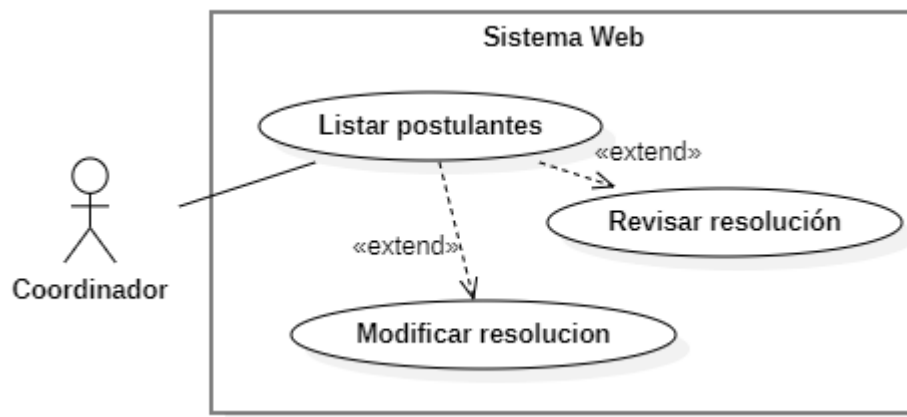 Sistema Web
Listar postulantes
«extend»
Revisar resolución
«extend»
Coordinador
Modificar resolucion